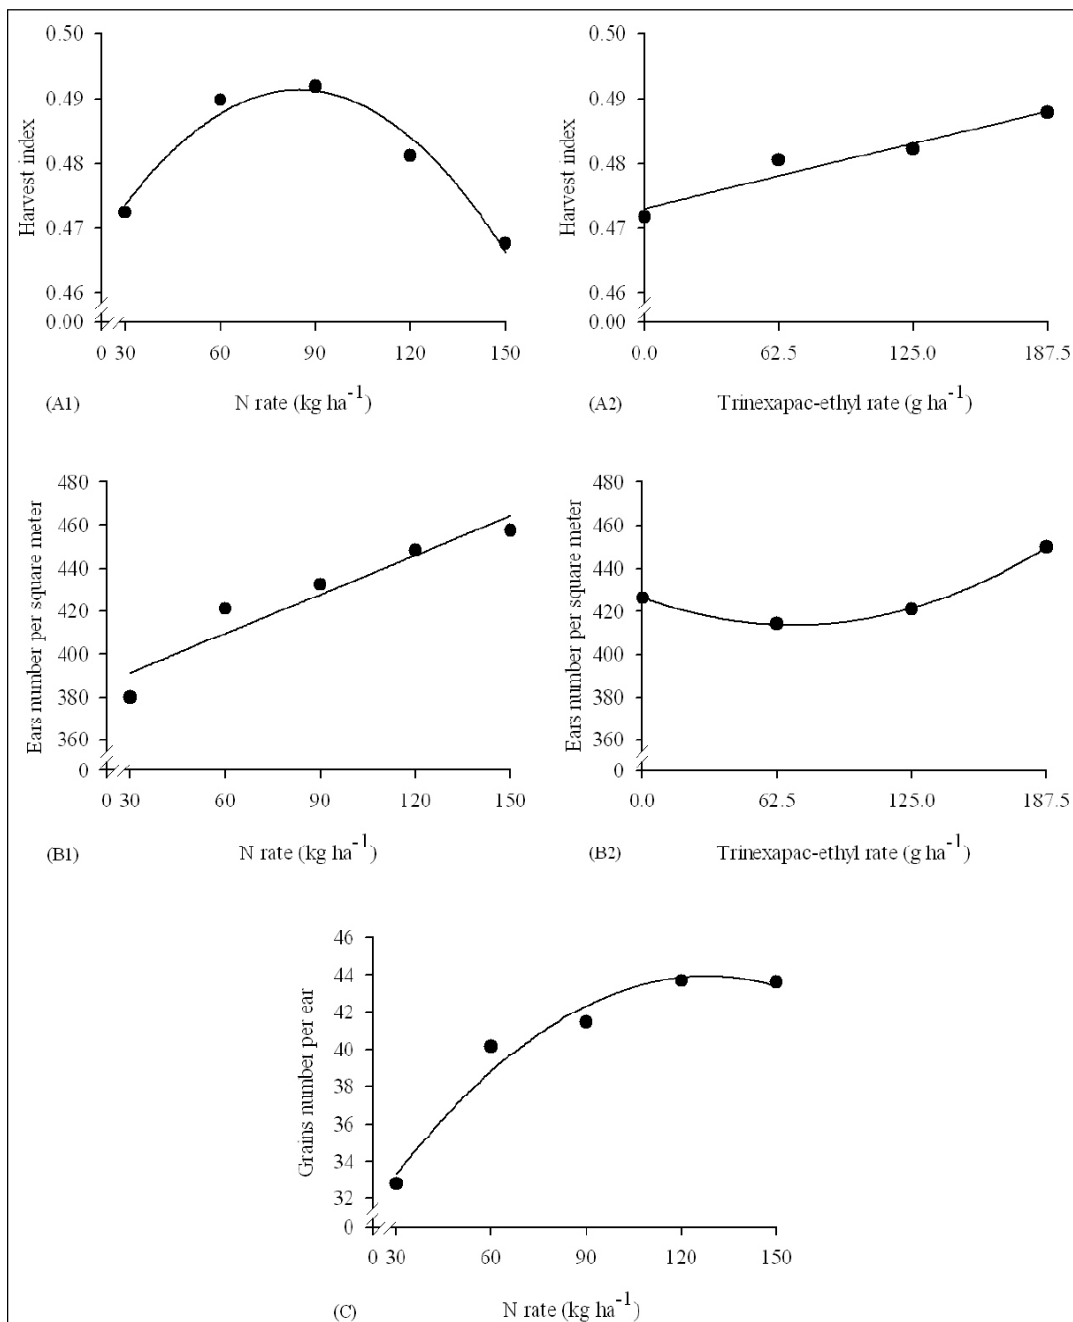 0.50
0.49
0.48
0.47
0.46
0.00
Harvest index
0 30 60 90 120 150
(A1) N rate (kg ha-1)
0.50
0.49
0.48
0.47
0.46
0.00
Harvest index
0.0 62.5 125.0 187.5
(A2) Trinexapac-ethyl rate (g ha-1)
480
460
440
420
400
380
360
0
Ears number per square meter
0 30 60 90 120 150
(B1) N rate (kg ha-1)
480
460
440
420
400
380
360
0
Ears number per square meter
0.0 62.5 125.0 187.5
(B2) Trinexapac-ethyl rate (g ha-1)
46
44
42
40
38
36
34
32
0
Grains number per ear
0 30 60 90 120 150
(C) N rate (kg ha-1)